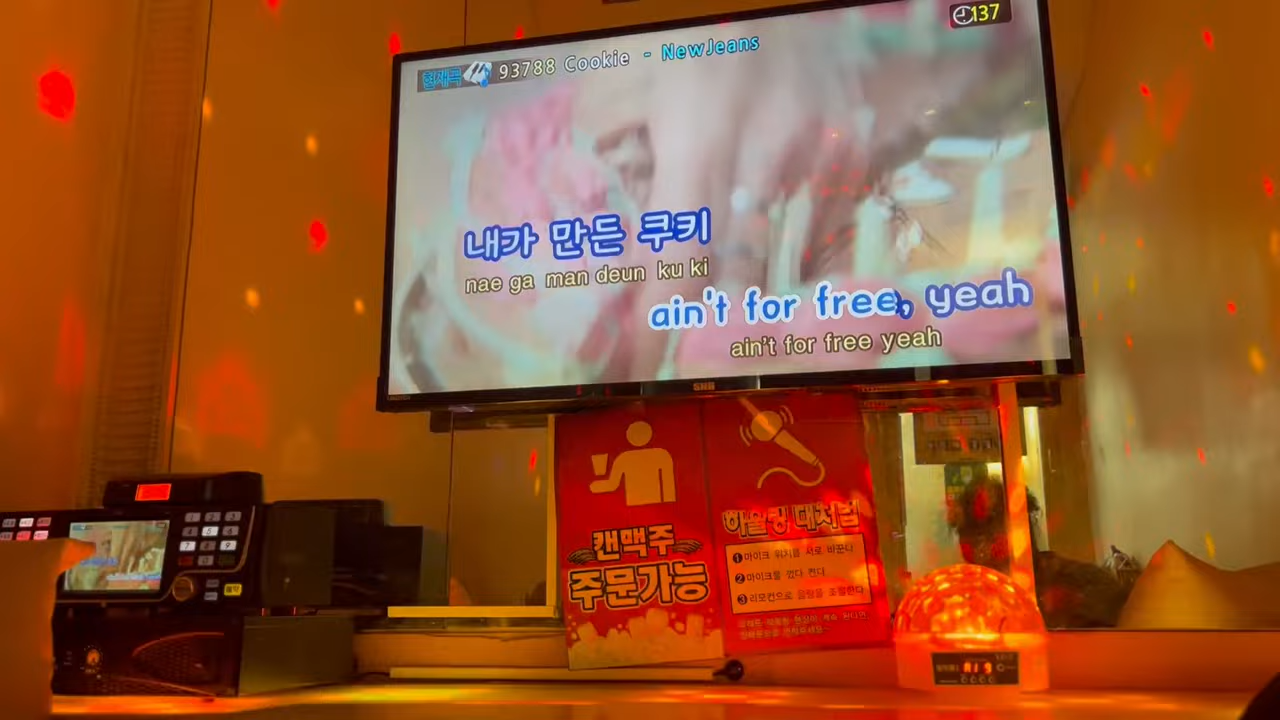 현재곡 93788 Cookie - NewJeans
137
내가 만든 쿠키
nae ga man deun ku ki
ain't for free, yeah
ain't for free yeah
캔맥주
주문가능
하울링 대처법
1 마이크 위치를 서로 바꾼다
2 마이크를 껐다 켠다
3 리모컨으로 음량을 조절한다